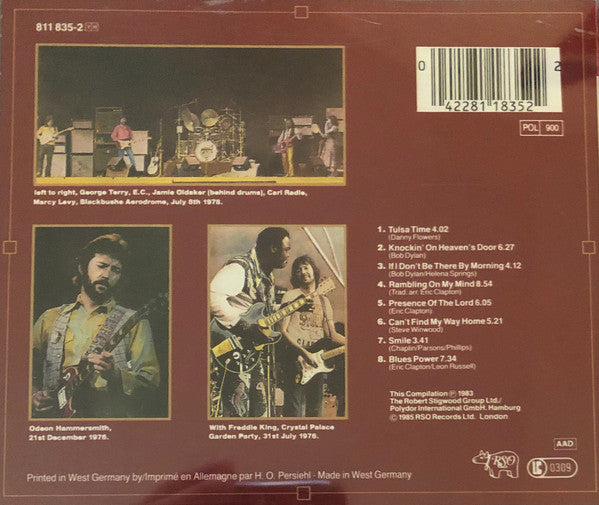 811 835-2
0
2
42281 18352
POL 900
left to right, George Terry, E.C., Jamie Oldaker (behind drums), Carl Radle,
Marcy Levy, Blackbushe Aerodrome, July 8th 1978.
1. Tulsa Time 4.02
(Danny Flowers)
2. Knockin' On Heaven's Door 6.27
(Bob Dylan)
3. If I Don't Be There By Morning 4.12
(Bob Dylan/Helena Springs)
4. Rambling On My Mind 8.54
(Trad. arr. Eric Clapton)
5. Presence Of The Lord 6.05
(Eric Clapton)
6. Can't Find My Way Home 5.21
(Steve Winwood)
7. Smile 3.41
(Chaplin/Parsons/Phillips)
8. Blues Power 7.34
(Eric Clapton/Leon Russell)
This Compilation Ⓟ 1983
The Robert Stigwood Group Ltd./
Polydor International GmbH. Hamburg
© 1985 RSO Records Ltd. London.
Odeon Hammersmith,
21st December 1976.
With Freddie King, Crystal Palace
Garden Party, 31st July 1976.
AAD
RSO
LC 0309
Printed in West Germany by/Imprimé en Allemagne par H. O. Persiehl · Made in West Germany